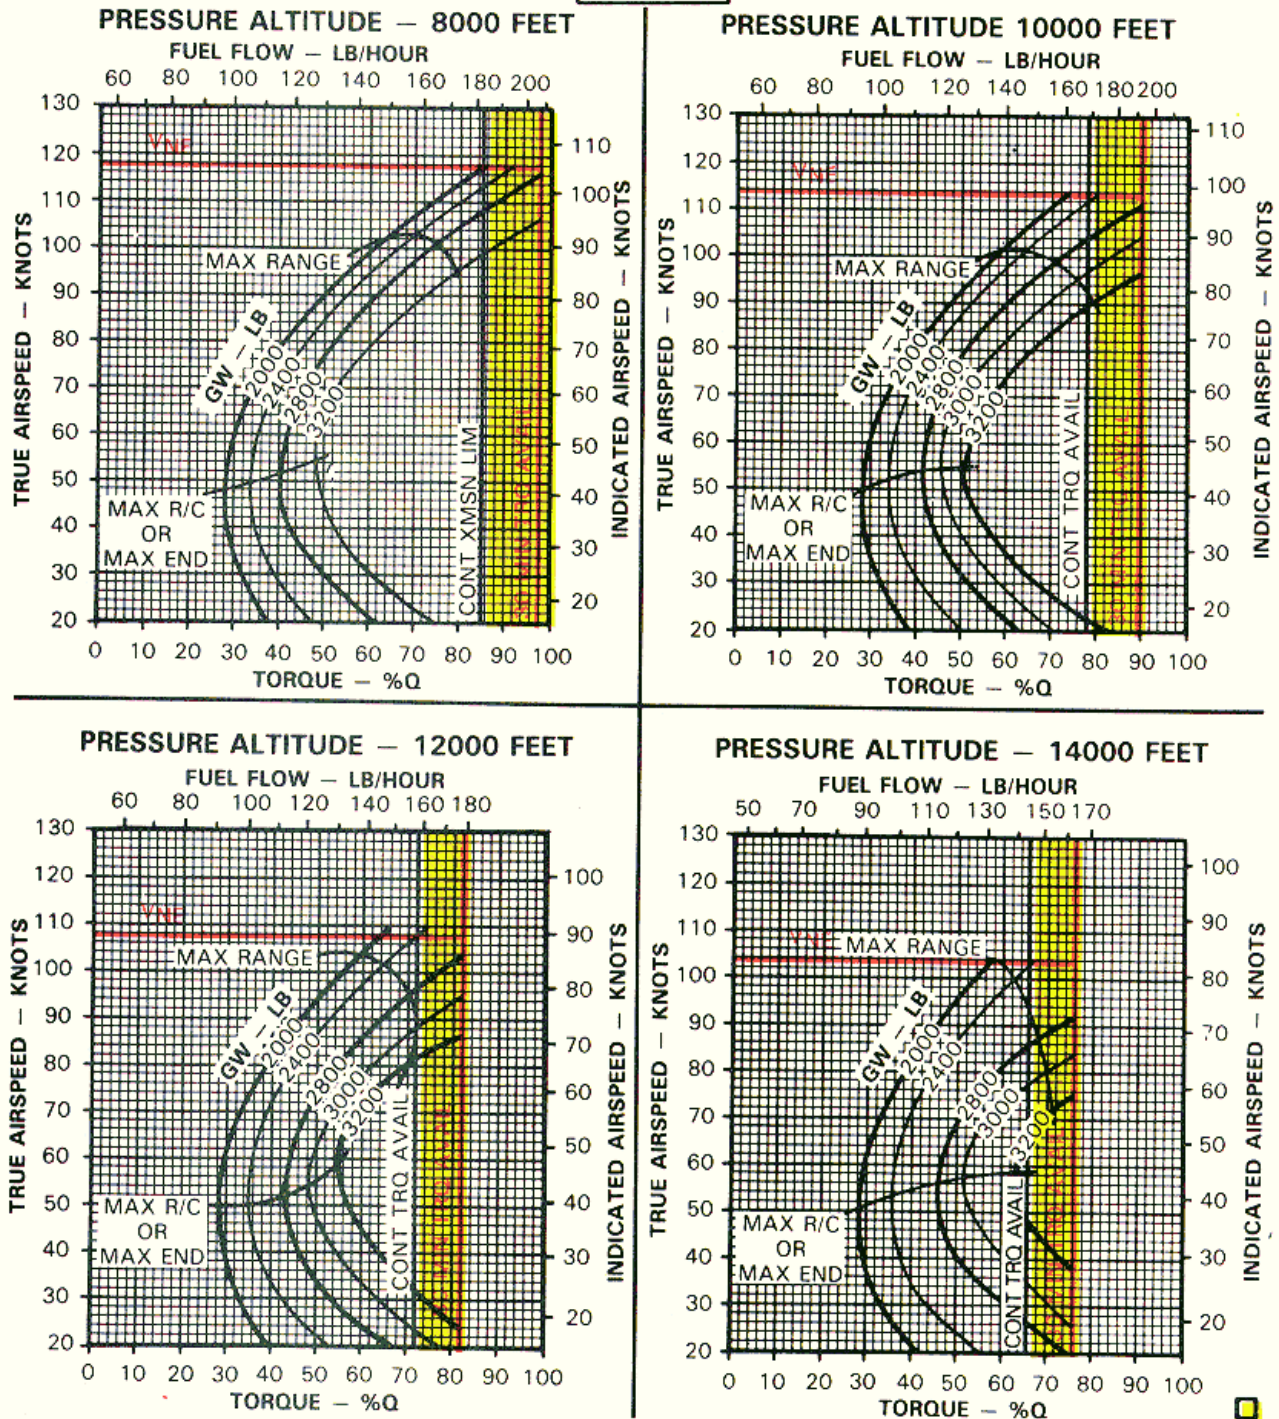 PRESSURE ALTITUDE – 8000 FEET
FUEL FLOW – LB/HOUR
60 80 100 120 130 140 160 180 200
130
120
110
100
90
80
70
60
50
40
30
20
TRUE AIRSPEED – KNOTS
VNE
MAX RANGE
GW – LB
2000
2400
2800
3200
MAX R/C
OR
MAX END
CONT XMSN LIM
30 MIN TRQ AVAIL
110
100
90
80
70
60
50
40
30
20
INDICATED AIRSPEED – KNOTS
0 10 20 30 40 50 60 70 80 90 100
TORQUE – %Q
PRESSURE ALTITUDE 10000 FEET
FUEL FLOW – LB/HOUR
60 80 100 120 140 160 180 190 200
130
120
110
100
90
80
70
60
50
40
30
20
TRUE AIRSPEED – KNOTS
VNE
MAX RANGE
GW – LB
2000
2400
2800
3000
3200
MAX R/C
OR
MAX END
CONT TRQ AVAIL
30 MIN TRQ AVAIL
110
100
90
80
70
60
50
40
30
20
INDICATED AIRSPEED – KNOTS
0 10 20 30 40 50 60 70 80 90 100
TORQUE – %Q
PRESSURE ALTITUDE – 12000 FEET
FUEL FLOW – LB/HOUR
60 80 100 120 140 160 180
130
120
110
100
90
80
70
60
50
40
30
20
TRUE AIRSPEED – KNOTS
VNE
MAX RANGE
GW – LB
2000
2400
2800
3000
3200
MAX R/C
OR
MAX END
CONT TRQ AVAIL
MIN TRQ AVAIL
100
90
80
70
60
50
40
30
20
INDICATED AIRSPEED – KNOTS
0 10 20 30 40 50 60 70 80 90 100
TORQUE – %Q
PRESSURE ALTITUDE – 14000 FEET
FUEL FLOW – LB/HOUR
50 70 90 110 130 150 170
130
120
110
100
90
80
70
60
50
40
30
20
TRUE AIRSPEED – KNOTS
VNE
MAX RANGE
GW – LB
2000
2400
2800
3000
3200
MAX R/C
OR
MAX END
CONT TRQ AVAIL
100
90
80
70
60
50
40
30
20
INDICATED AIRSPEED – KNOTS
0 10 20 30 40 50 60 70 80 90 100
TORQUE – %Q